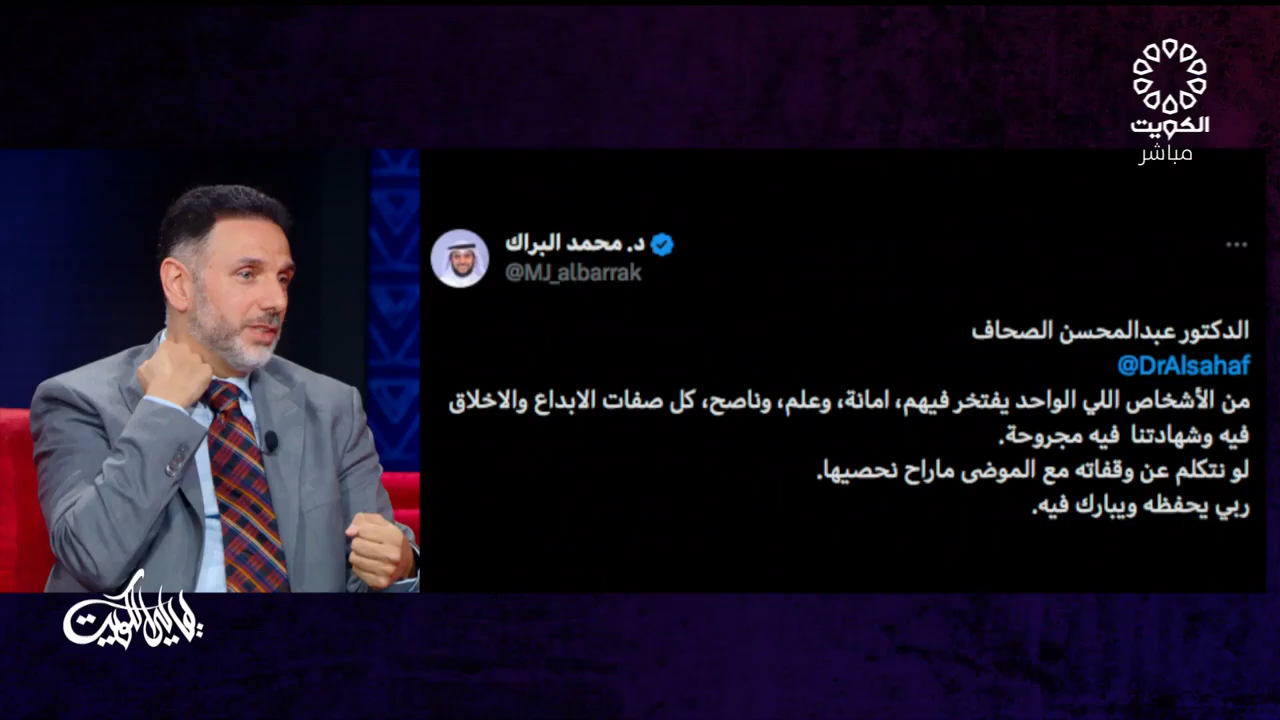 الكويت
مباشر
د. محمد البراك
@MJ_albarrak
الدكتور عبدالمحسن الصحاف
@DrAlsahaf
من الأشخاص اللي الواحد يفتخر فيهم، امانة، وعلم، وناصح، كل صفات الابداع والاخلاق
فيه وشهادتنا فيه مجروحة.
لو نتكلم عن وقفاته مع الموضى ماراح نحصيها.
ربي يحفظه ويبارك فيه.
ياليل الكويت